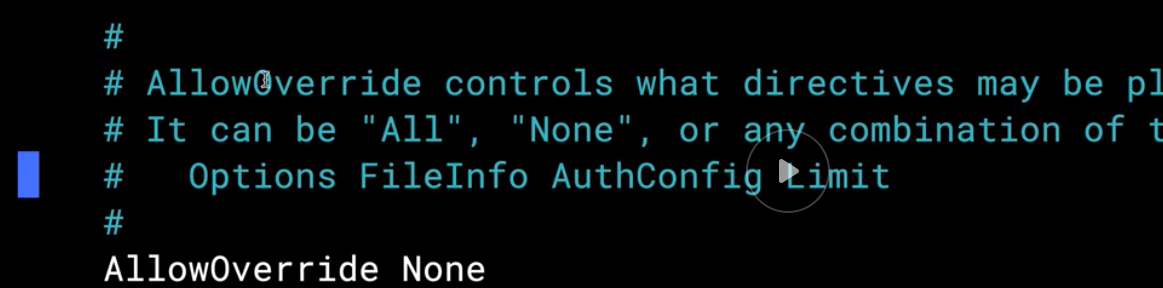 #
# AllowOverride controls what directives may be pl
# It can be "All", "None", or any combination of t
#   Options FileInfo AuthConfig Limit
#
AllowOverride None